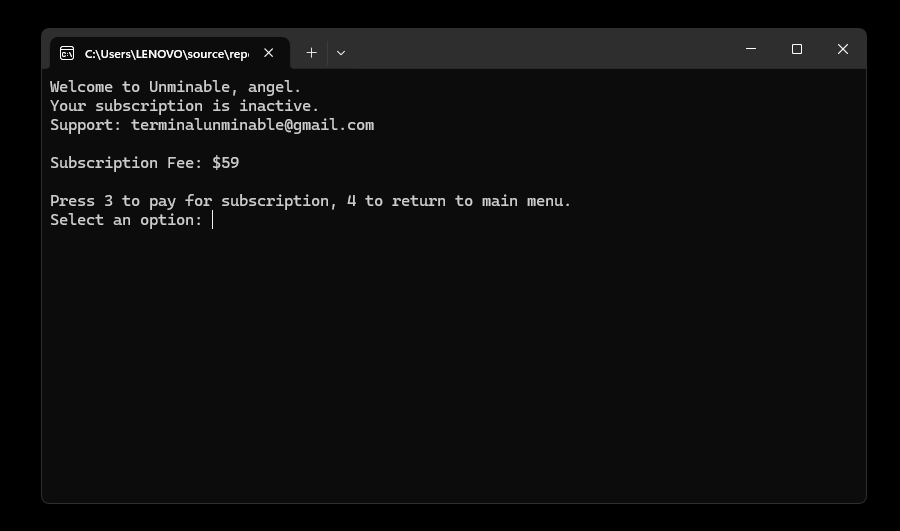 C:\Users\LENOVO\source\rep
Welcome to Unminable, angel.
Your subscription is inactive.
Support: terminalunminable@gmail.com
Subscription Fee: $59
Press 3 to pay for subscription, 4 to return to main menu.
Select an option: